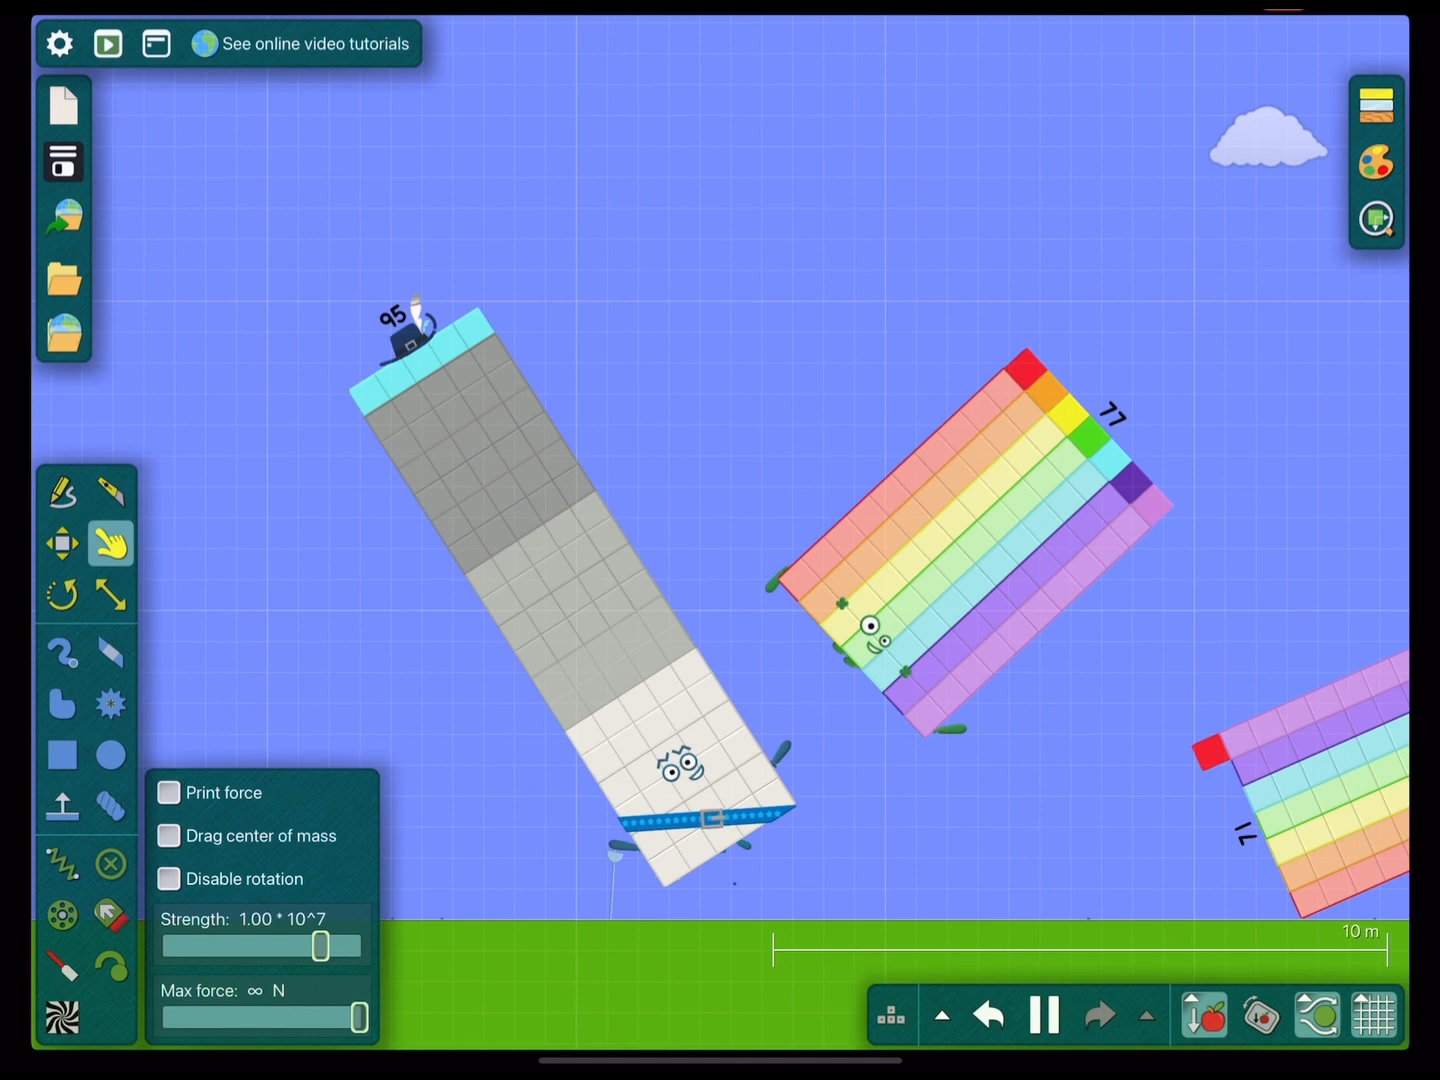 See online video tutorials
95
77
71
Print force
Drag center of mass
Disable rotation
Strength: 1.00 * 10^7
Max force: ∞ N
10 m